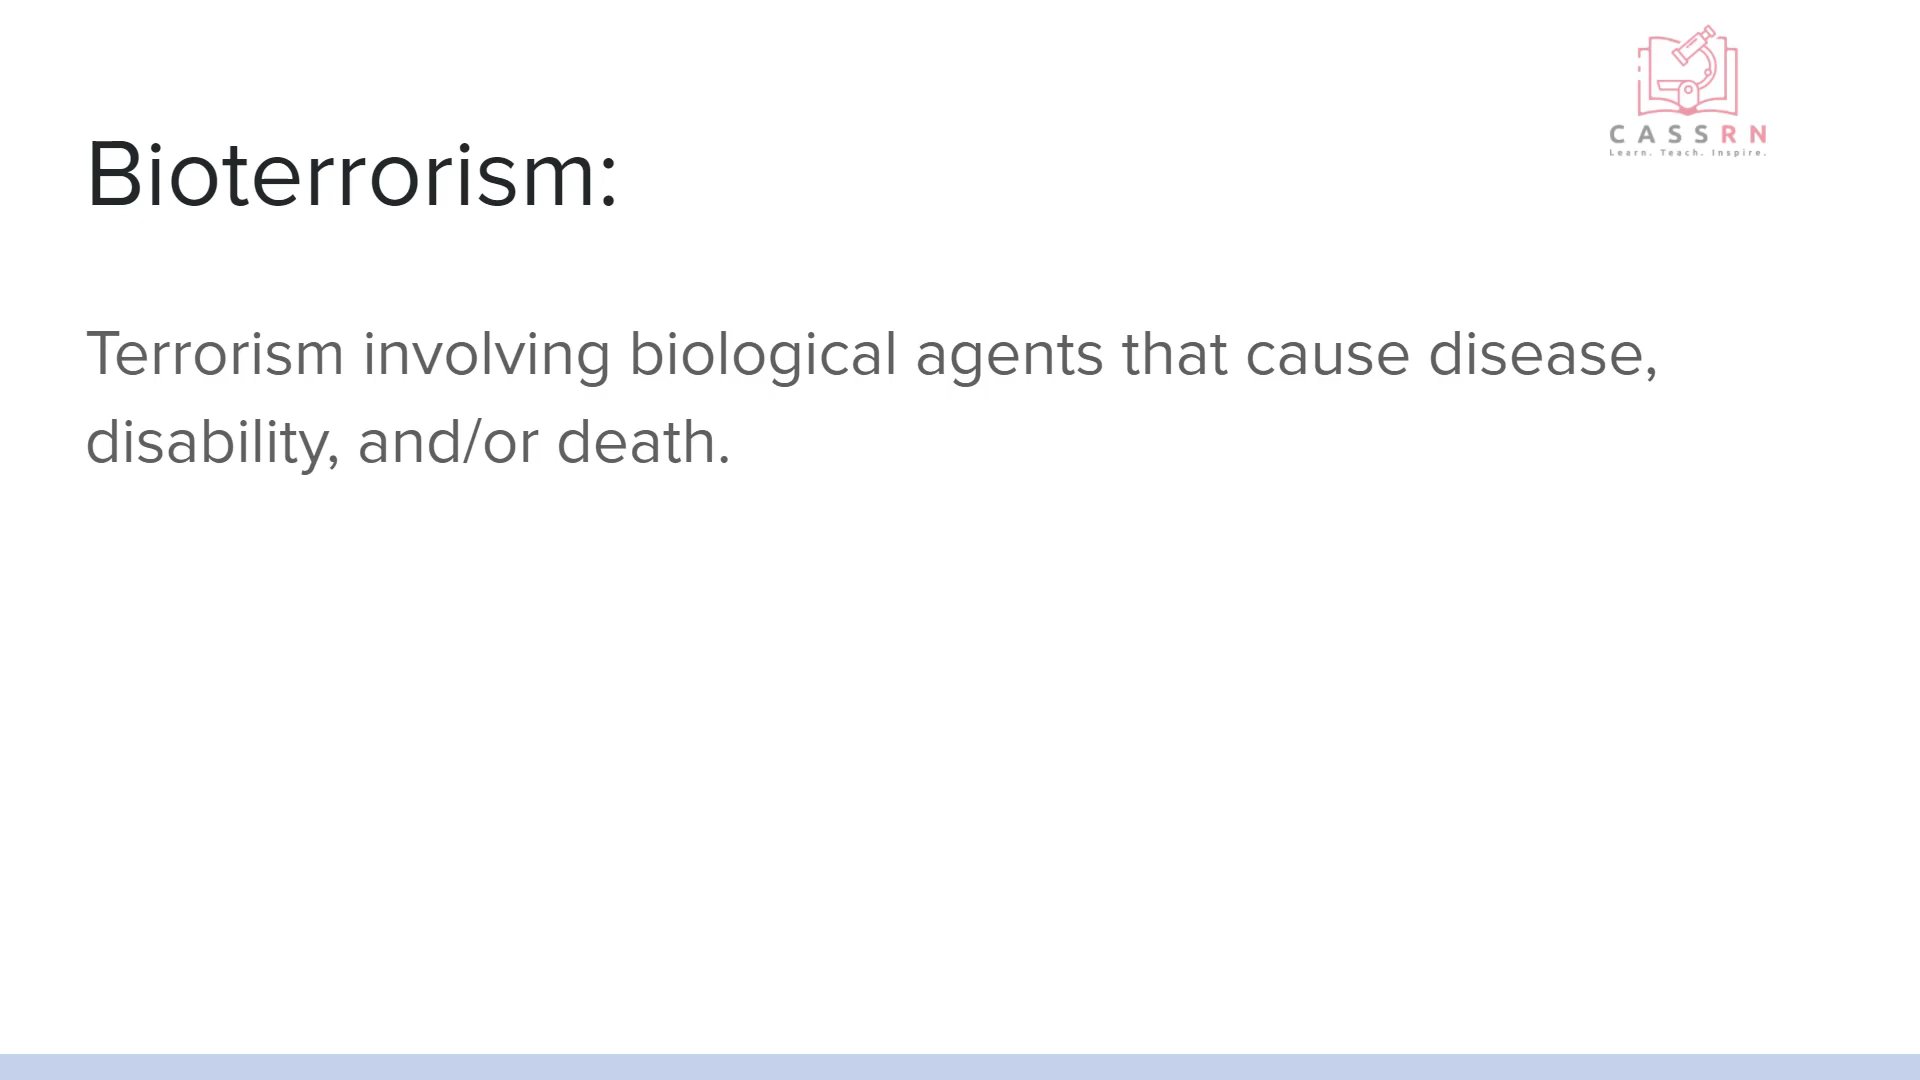 CASSRN
Learn. Teach. Inspire.
Bioterrorism:
Terrorism involving biological agents that cause disease,
disability, and/or death.